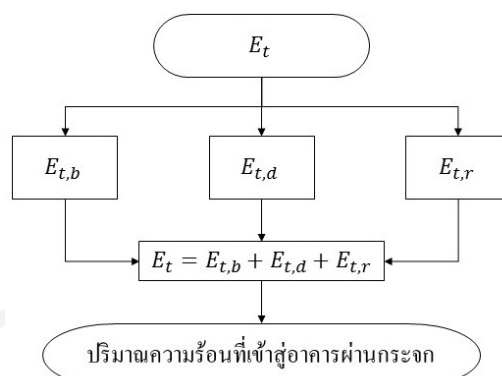 E_t
E_{t,b} E_{t,d} E_{t,r}
E_t = E_{t,b} + E_{t,d} + E_{t,r}
ปริมาณความร้อนที่เข้าสู่อาคารผ่านกระจก